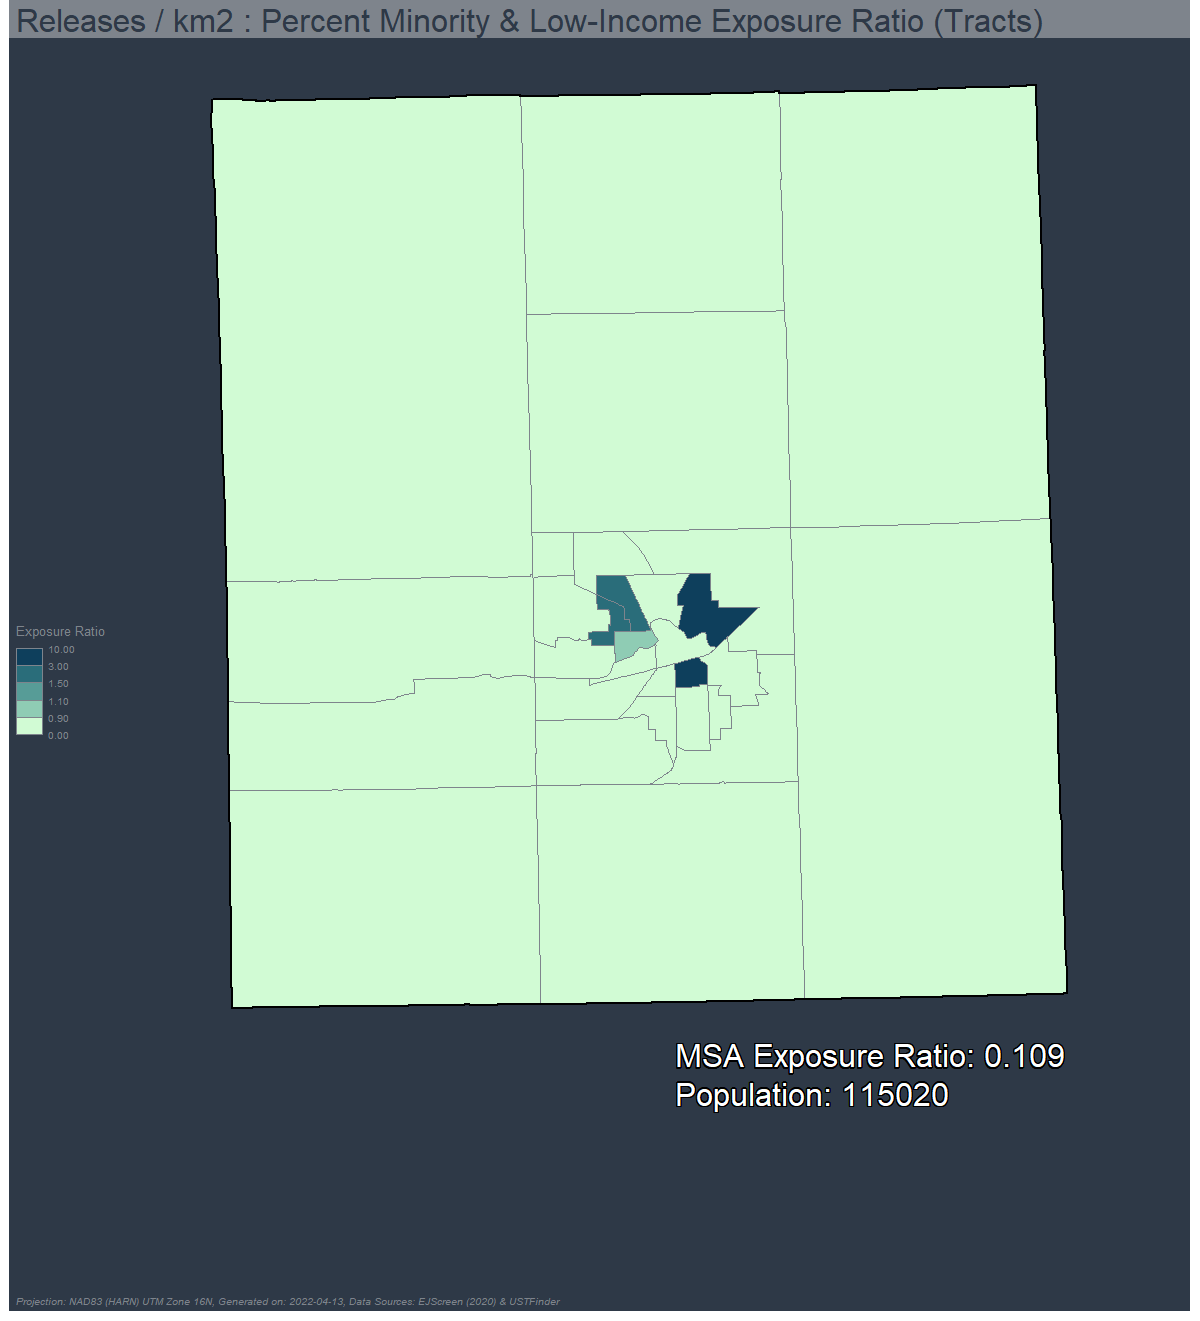 Releases / km2 : Percent Minority & Low-Income Exposure Ratio (Tracts)
Exposure Ratio
10.00
3.00
1.50
1.10
0.90
0.00
MSA Exposure Ratio: 0.109
Population: 115020
Projection: NAD83 (HARN) UTM Zone 16N, Generated on: 2022-04-13, Data Sources: EJScreen (2020) & USTFinder